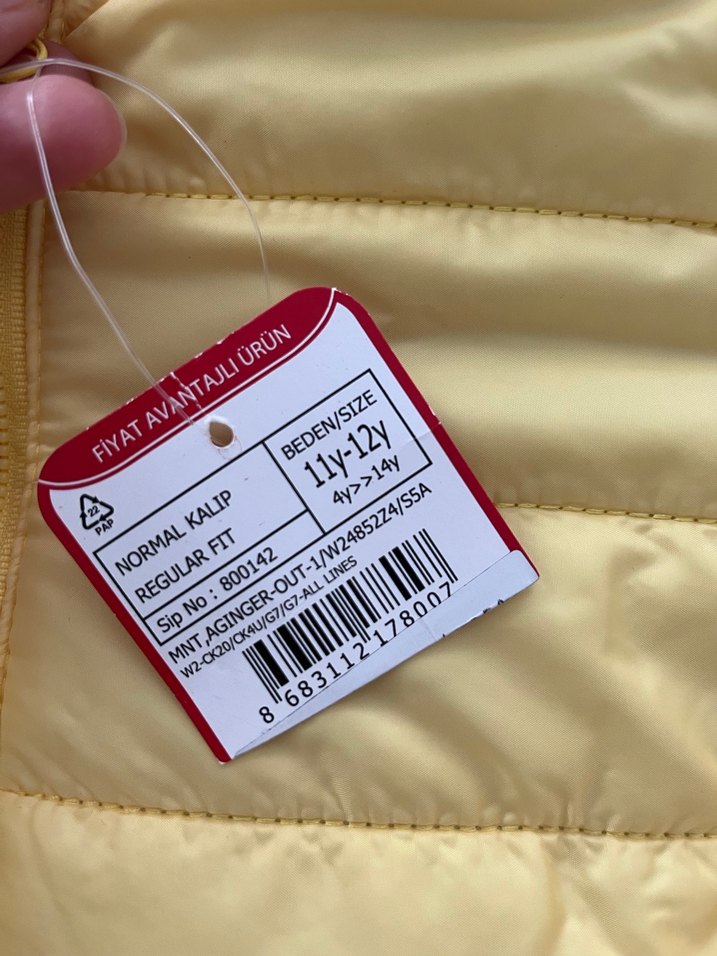 FİYAT AVANTAJLI ÜRÜN
22
PAP
NORMAL KALIP
REGULAR FIT
BEDEN/SIZE
11y-12y
4y>>14y
Sip No : 800142
MNT ,AGINGER-OUT-1/W24852Z4/S5A
W2-CK20/CK4U/G7/G7-ALL LINES
8 683112 178007